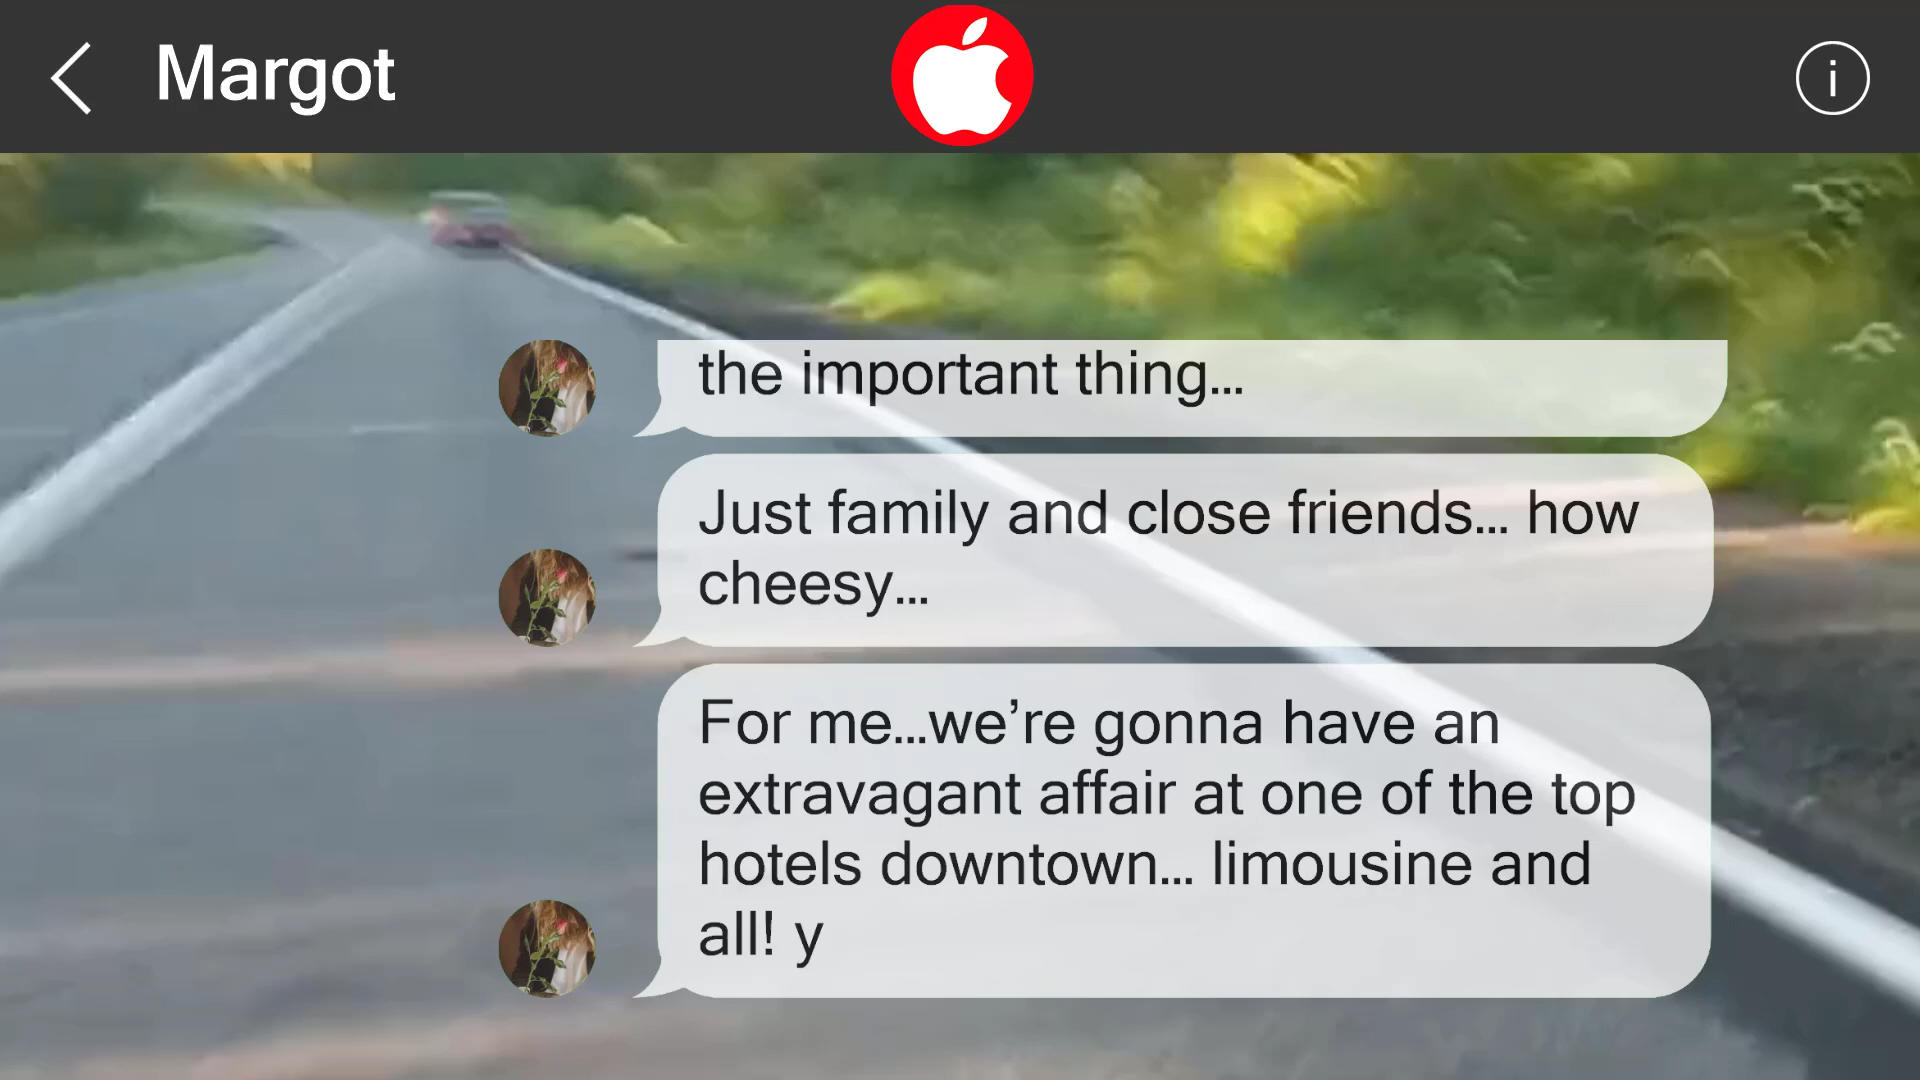 Margot
i
the important thing...
Just family and close friends... how
cheesy...
For me...we’re gonna have an
extravagant affair at one of the top
hotels downtown... limousine and
all! y